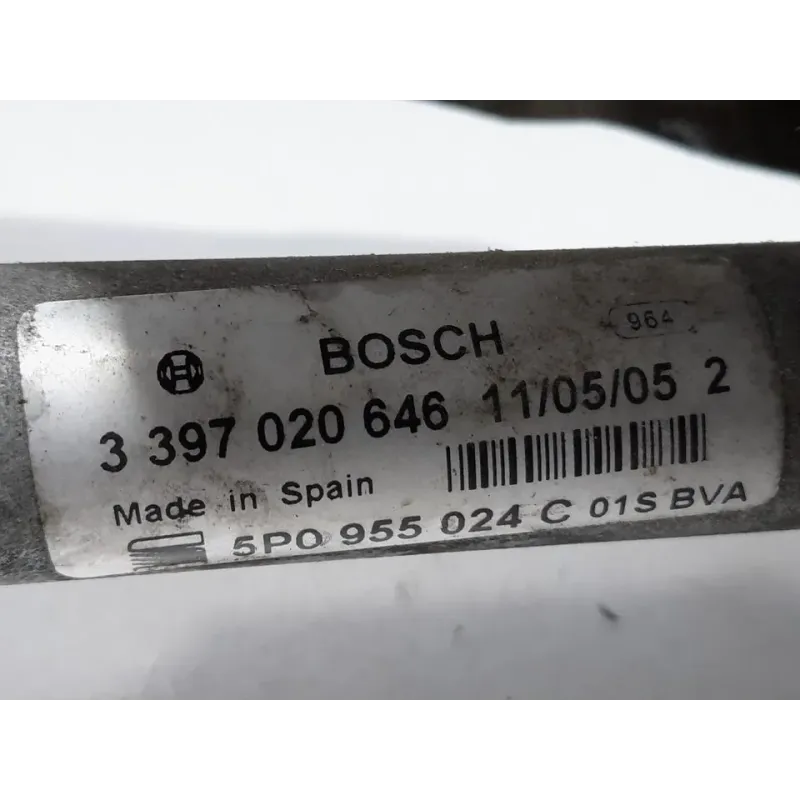 BOSCH 964
3 397 020 646 11/05/05 2
Made in Spain
5P0 955 024 C 01S BVA